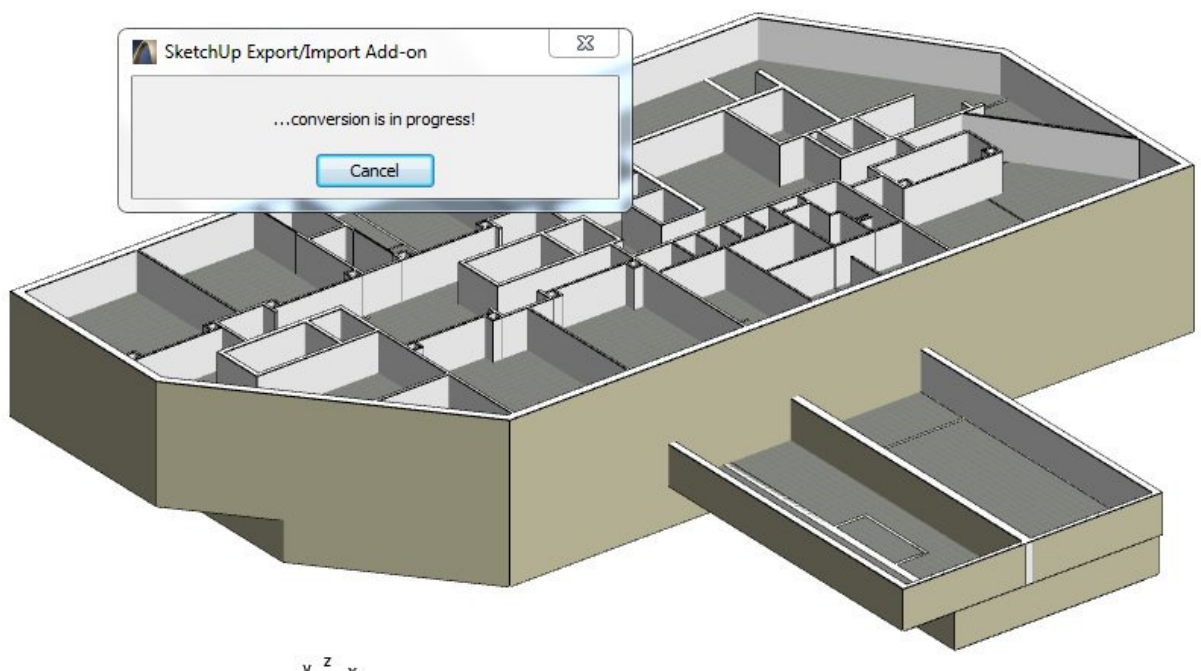 SketchUp Export/Import Add-on
...conversion is in progress!
Cancel
y z x